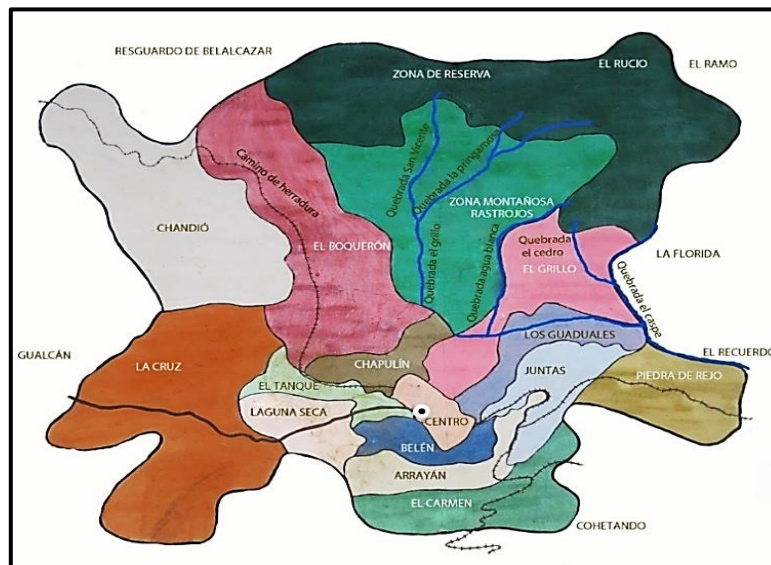 RESGUARDO DE BELALCAZAR
ZONA DE RESERVA
EL RUCIO
EL RAMO
Quebrada San Vicente
Quebrada la pringamosa
Camino de herradura
ZONA MONTAÑOSA
RASTROJOS
CHANDIÓ
EL BOQUERÓN
Quebrada el grillo
Quebrada agua blanca
Quebrada
el cedro
EL GRILLO
LA FLORIDA
Quebrada el caspe
GUALCÁN
LA CRUZ
CHAPULÍN
LOS GUADUALES
EL RECUERDO
EL TANQUE
JUNTAS
PIEDRA DE REJO
LAGUNA SECA
CENTRO
BELÉN
ARRAYÁN
EL CARMEN
COHETANDO